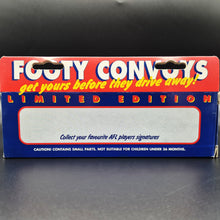 FOOTY CONVOYS
get yours before they drive away!
LIMITED EDITION
Collect your favourite AFL players signatures
CAUTION: CONTAINS SMALL PARTS. NOT SUITABLE FOR CHILDREN UNDER 36 MONTHS.